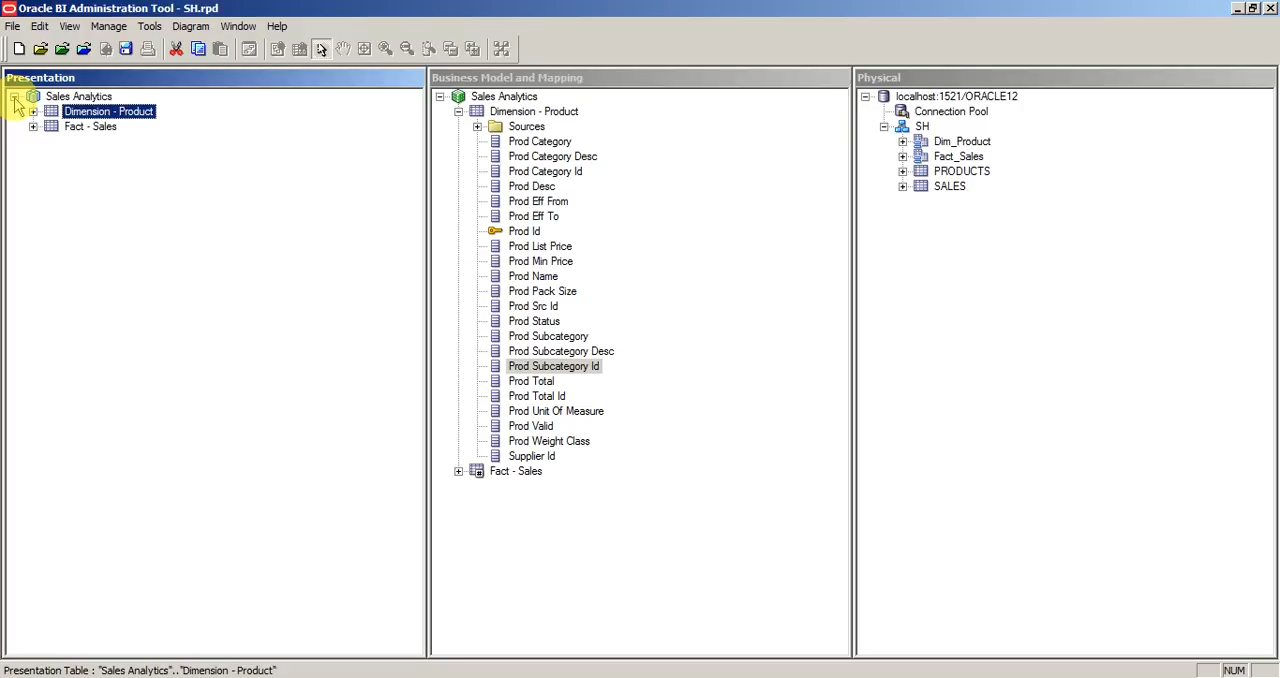 Oracle BI Administration Tool - SH.rpd
File Edit View Manage Tools Diagram Window Help
Presentation
Sales Analytics
Dimension - Product
Fact - Sales
Business Model and Mapping
Sales Analytics
Dimension - Product
Sources
Prod Category
Prod Category Desc
Prod Category Id
Prod Desc
Prod Eff From
Prod Eff To
Prod Id
Prod List Price
Prod Min Price
Prod Name
Prod Pack Size
Prod Src Id
Prod Status
Prod Subcategory
Prod Subcategory Desc
Prod Subcategory Id
Prod Total
Prod Total Id
Prod Unit Of Measure
Prod Valid
Prod Weight Class
Supplier Id
Fact - Sales
Physical
localhost:1521/ORACLE12
Connection Pool
SH
Dim_Product
Fact_Sales
PRODUCTS
SALES
Presentation Table : "Sales Analytics".."Dimension - Product"
NUM